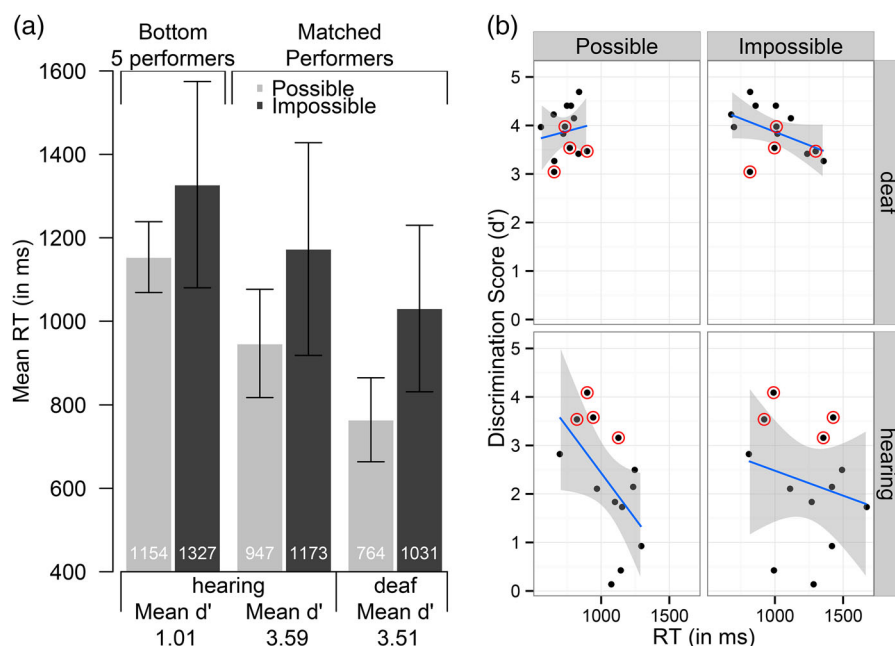 (a)
Bottom
5 performers
Matched
Performers
Possible
Impossible
Mean RT (in ms)
1600
1400
1200
1000
800
600
400
1154 1327 947 1173 764 1031
hearing deaf
Mean d' Mean d' Mean d'
1.01 3.59 3.51
(b)
Possible Impossible
Discrimination Score (d')
5
4
3
2
1
0
deaf
5
4
3
2
1
0
hearing
1000 1500 1000 1500
RT (in ms)